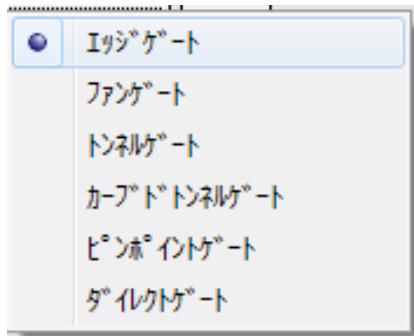 ｴｯｼﾞｹﾞｰﾄ
ﾌｧﾝｹﾞｰﾄ
ﾄﾝﾈﾙｹﾞｰﾄ
ｶｰﾌﾞﾄﾞﾄﾝﾈﾙｹﾞｰﾄ
ﾋﾟﾝﾎﾟｲﾝﾄｹﾞｰﾄ
ﾀﾞｲﾚｸﾄｹﾞｰﾄ